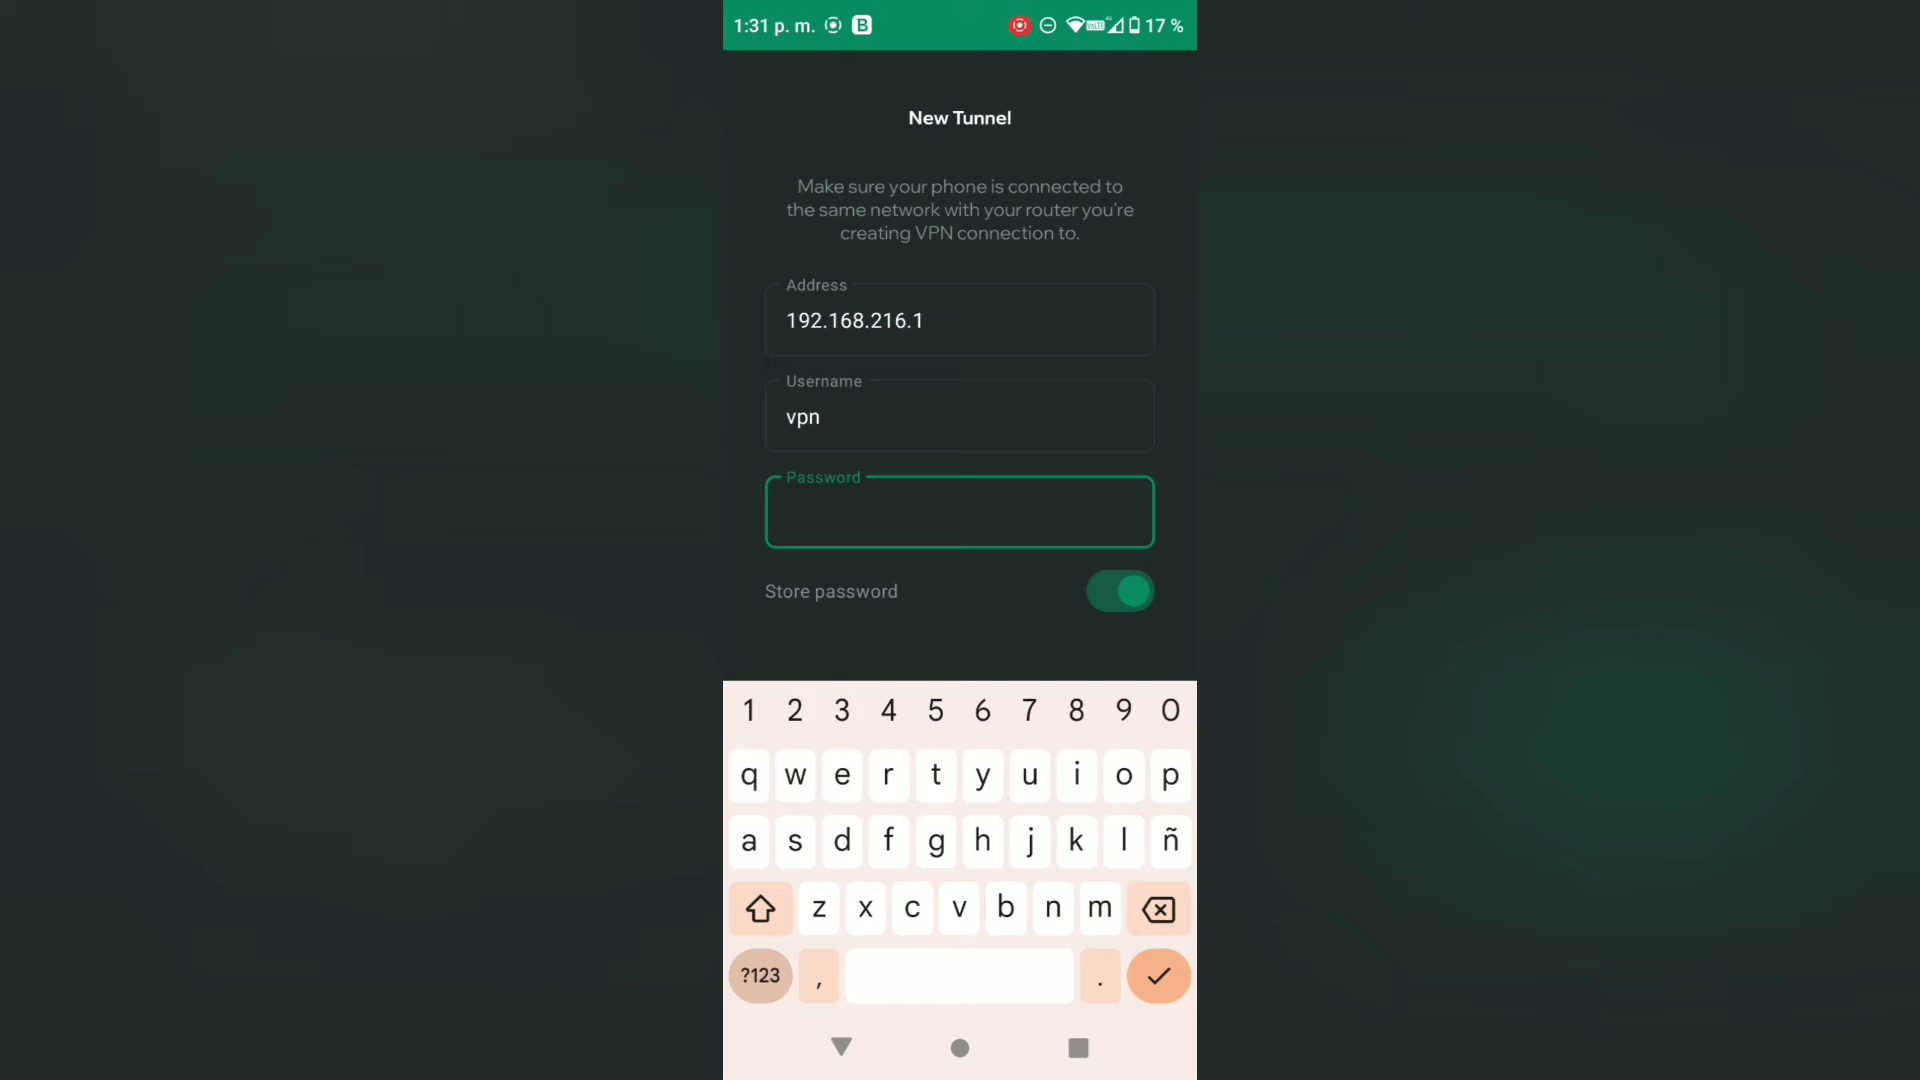 1:31 p. m. B 17 %
New Tunnel
Make sure your phone is connected to
the same network with your router you're
creating VPN connection to.
Address
192.168.216.1
Username
vpn
Password
Store password
1 2 3 4 5 6 7 8 9 0
q w e r t y u i o p
a s d f g h j k l ñ
z x c v b n m
?123 , .